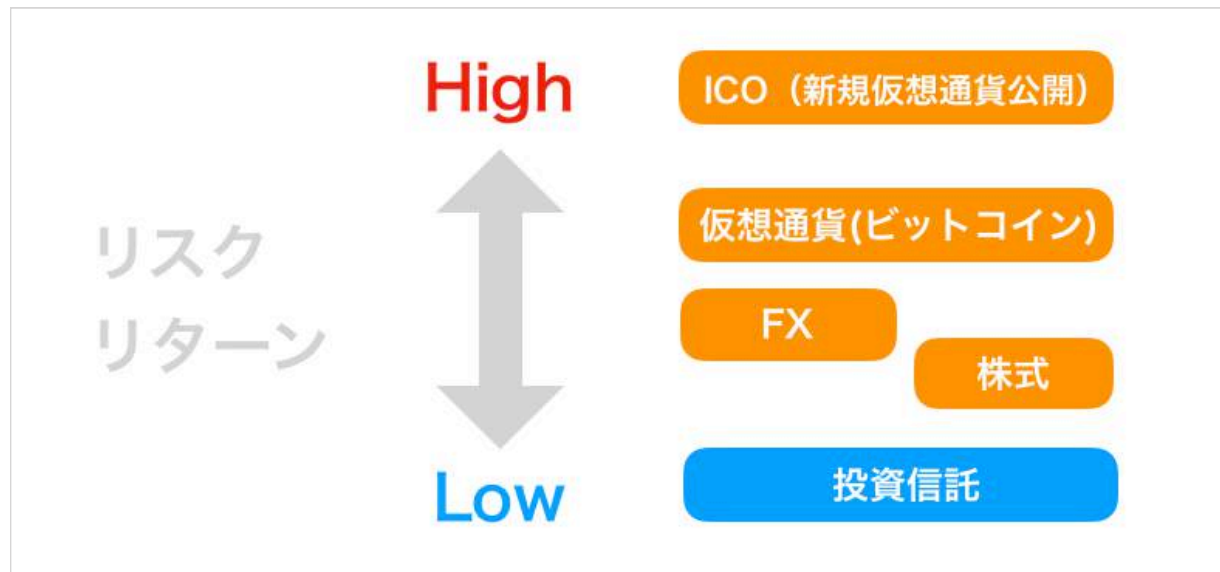 High
ICO（新規仮想通貨公開）
仮想通貨(ビットコイン)
リスク
リターン
FX
株式
Low
投資信託